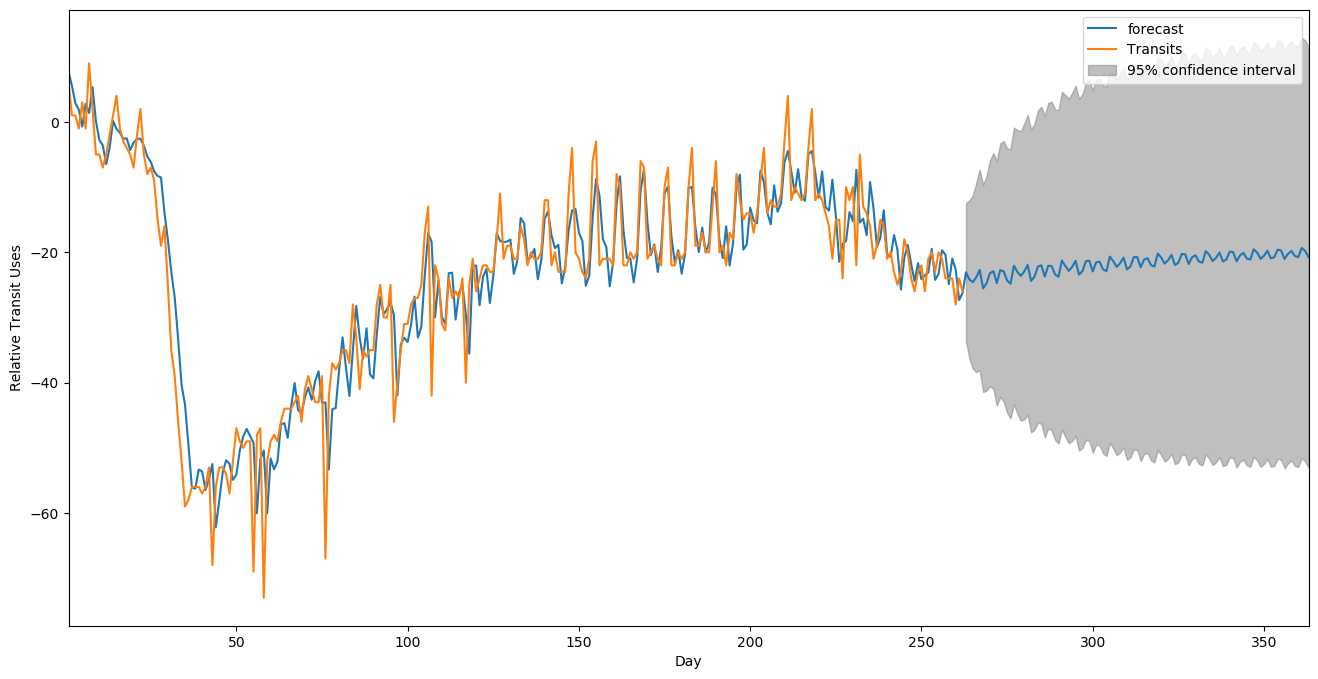 forecast
Transits
95% confidence interval
0
−20
−40
−60
Relative Transit Uses
50
100
150
200
250
300
350
Day